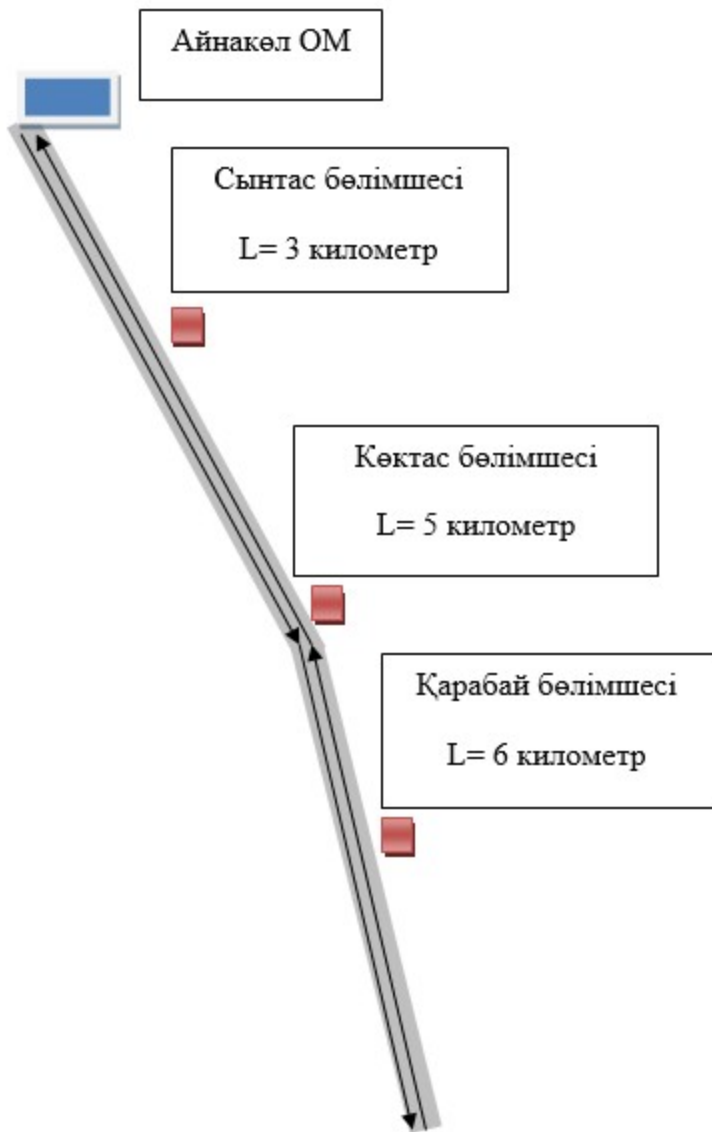 Айнакөл ОМ
Сынтас бөлімшесі
L= 3 километр
Көктас бөлімшесі
L= 5 километр
Қарабай бөлімшесі
L= 6 километр